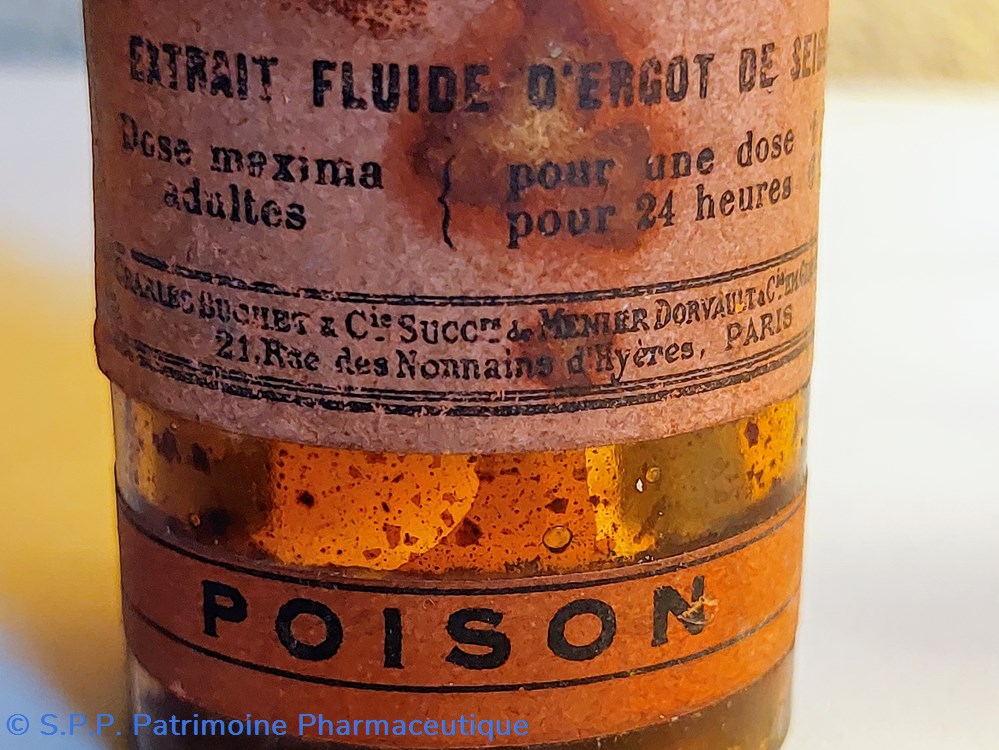 EXTRAIT FLUIDE D'ERGOT DE
Dose maxima
adultes
{ pour une dose
pour 24 heures
CHARLES BUCHET & Cie SUCCrs de MENIER DORVAULT & Cie
21, Rue des Nonnains d'Hyères, PARIS
POISON
© S.P.P. Patrimoine Pharmaceutique